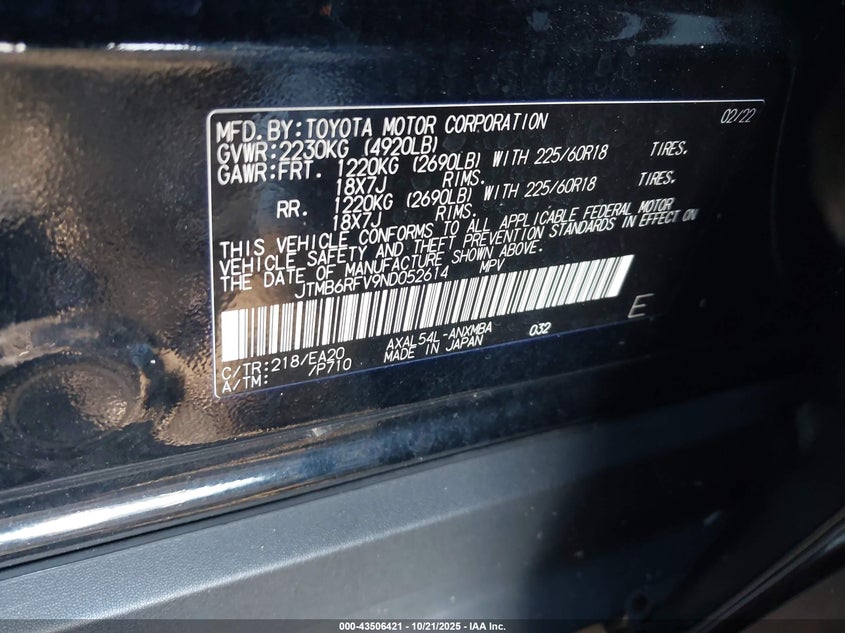 MFD.BY:TOYOTA MOTOR CORPORATION 02/22
GVWR:2230KG (4920LB)
GAWR:FRT. 1220KG (2690LB) WITH 225/60R18 TIRES.
18X7J RIMS.
RR. 1220KG (2690LB) WITH 225/60R18 TIRES.
18X7J RIMS.
THIS VEHICLE CONFORMS TO ALL APPLICABLE FEDERAL MOTOR
VEHICLE SAFETY AND THEFT PREVENTION STANDARDS IN EFFECT ON
THE DATE OF MANUFACTURE SHOWN ABOVE.
JTMB6RFV9ND052614 MPV
E
C/TR:218/EA20 AXAL54L-ANXMBA 032
A/TM: /P710 MADE IN JAPAN
000-43506421 - 10/21/2025 - IAA Inc.